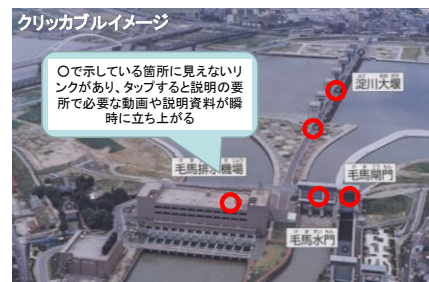 クリッカブルイメージ
〇で示している箇所に見えないリ
ンクがあり、タップすると説明の要
所で必要な動画や説明資料が瞬
時に立ち上がる
淀川大堰
毛馬排水機場
毛馬閘門
毛馬水門